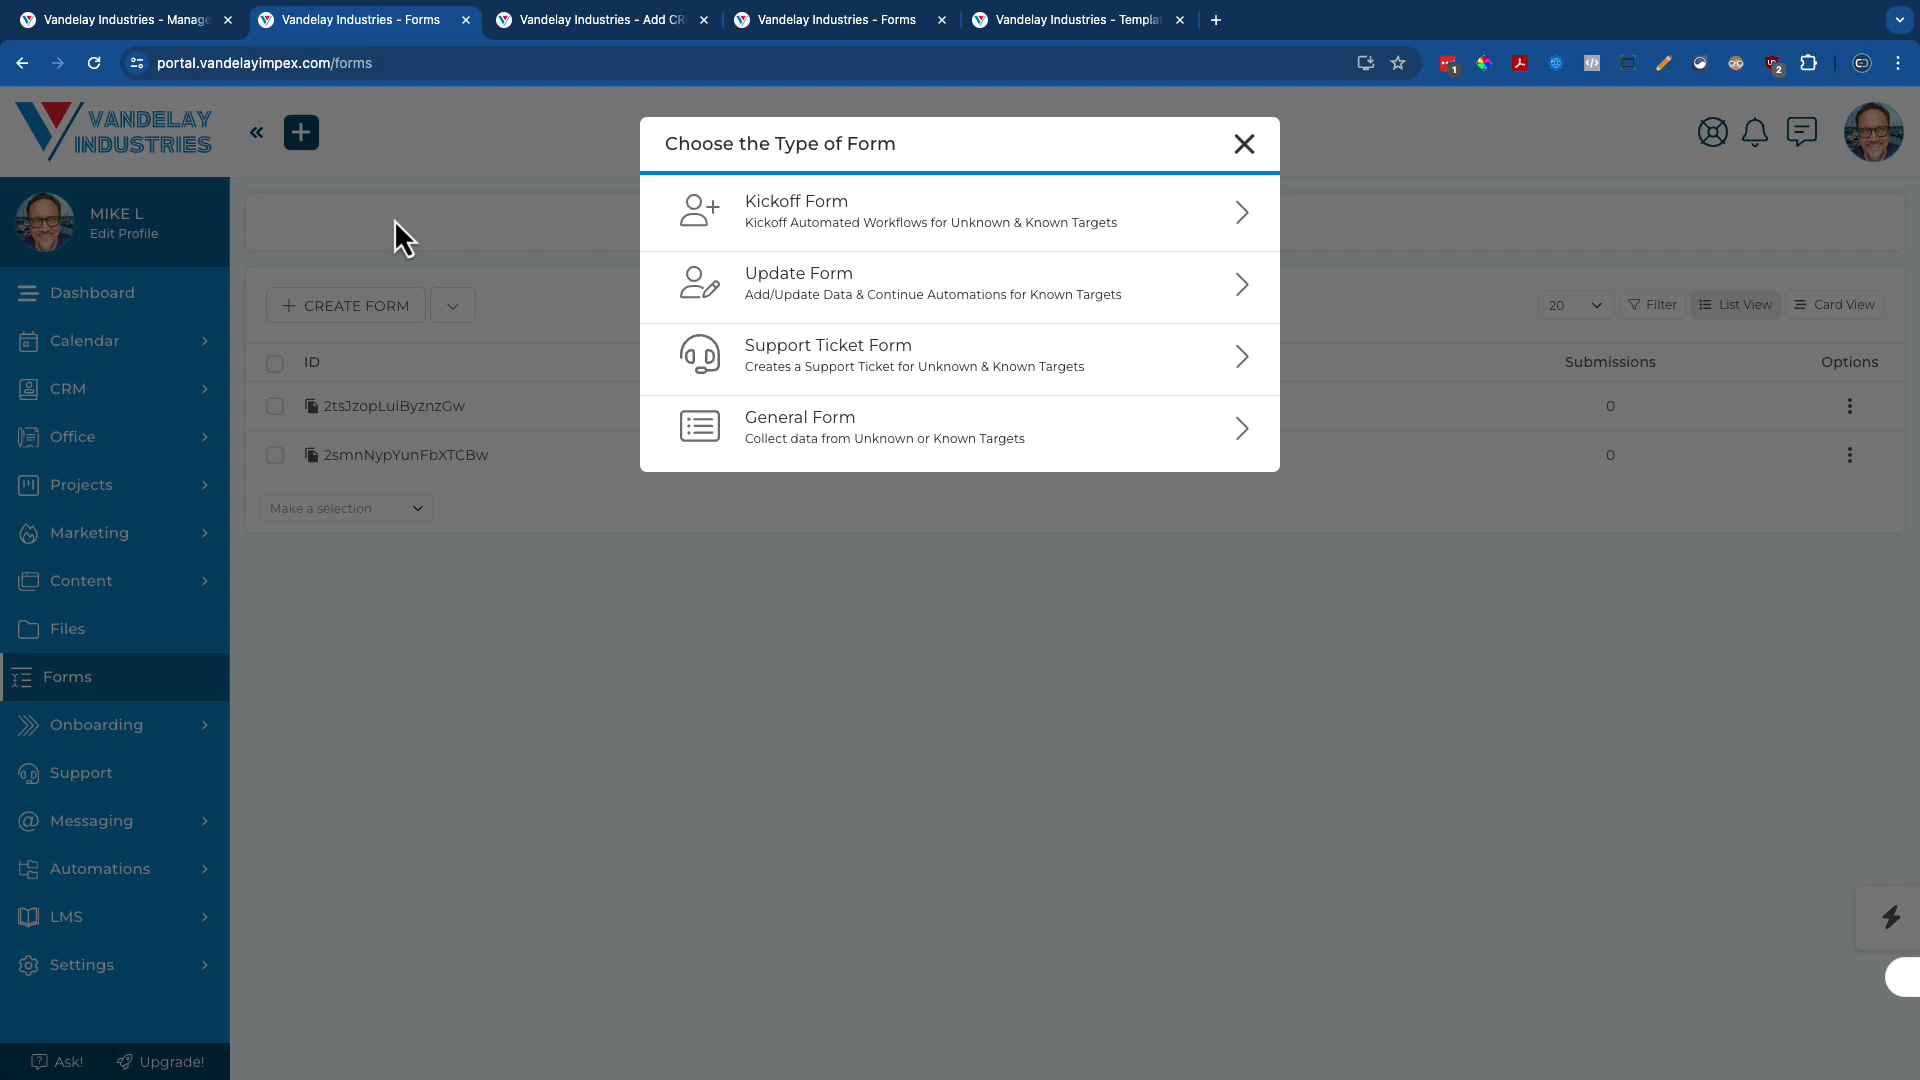 Vandelay Industries - Manage
Vandelay Industries - Forms
Vandelay Industries - Add CR
Vandelay Industries - Forms
Vandelay Industries - Templa
portal.vandelayimpex.com/forms
1
2
VANDELAY
INDUSTRIES
MIKE L
Edit Profile
Dashboard
Calendar
CRM
Office
Projects
Marketing
Content
Files
Forms
Onboarding
Support
Messaging
Automations
LMS
Settings
Ask!
Upgrade!
Choose the Type of Form
Kickoff Form
Kickoff Automated Workflows for Unknown & Known Targets
Update Form
Add/Update Data & Continue Automations for Known Targets
Support Ticket Form
Creates a Support Ticket for Unknown & Known Targets
General Form
Collect data from Unknown or Known Targets
CREATE FORM
20
Filter
List View
Card View
ID
Submissions
Options
2tsJzopLuiByznzGw
0
2smnNypYunFbXTCBw
0
Make a selection